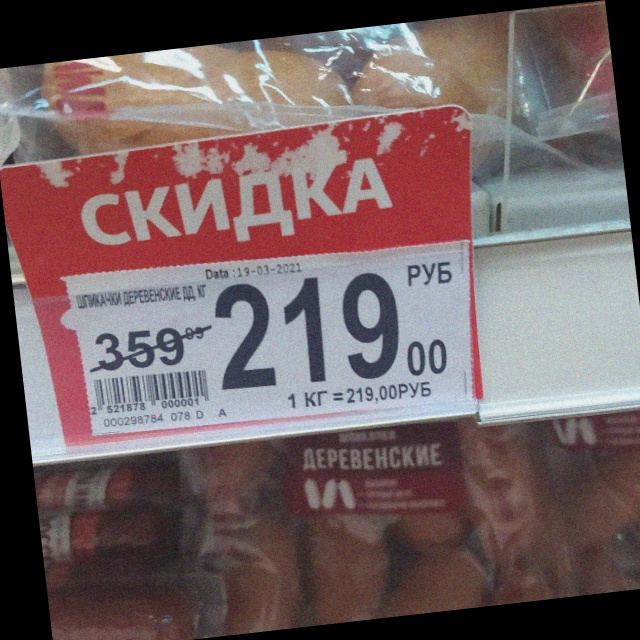 СКИДКА
Data :19-03-2021
ШПИКАЧКИ ДЕРЕВЕНСКИЕ ДД, КГ
РУБ
359
219 00
1 КГ =219,00РУБ
2 521878 000001
000298784 078 D A
ДЕРЕВЕНСКИЕ